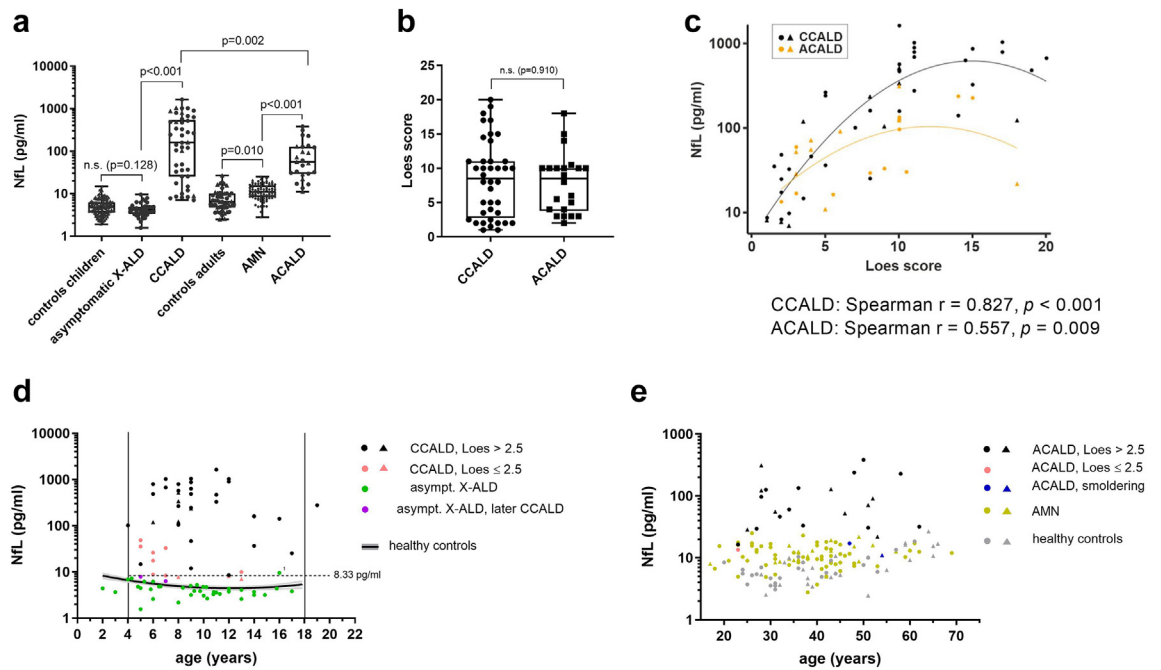 a
p=0.002
p<0.001
p<0.001
n.s. (p=0.128)
p=0.010
NfL (pg/ml)
10000
1000
100
10
1
controls children
asymptomatic X-ALD
CCALD
controls adults
AMN
ACALD
b
n.s. (p=0.910)
Loes score
25
20
15
10
5
0
CCALD
ACALD
c
CCALD
ACALD
NfL (pg/ml)
1000
100
10
0 5 10 15 20
Loes score
CCALD: Spearman r = 0.827, p < 0.001
ACALD: Spearman r = 0.557, p = 0.009
d
NfL (pg/ml)
10000
1000
100
10
1
0 2 4 6 8 10 12 14 16 18 20 22
age (years)
1
8.33 pg/ml
CCALD, Loes > 2.5
CCALD, Loes ≤ 2.5
asympt. X-ALD
asympt. X-ALD, later CCALD
healthy controls
e
NfL (pg/ml)
1000
100
10
1
20 30 40 50 60 70
age (years)
ACALD, Loes > 2.5
ACALD, Loes ≤ 2.5
ACALD, smoldering
AMN
healthy controls